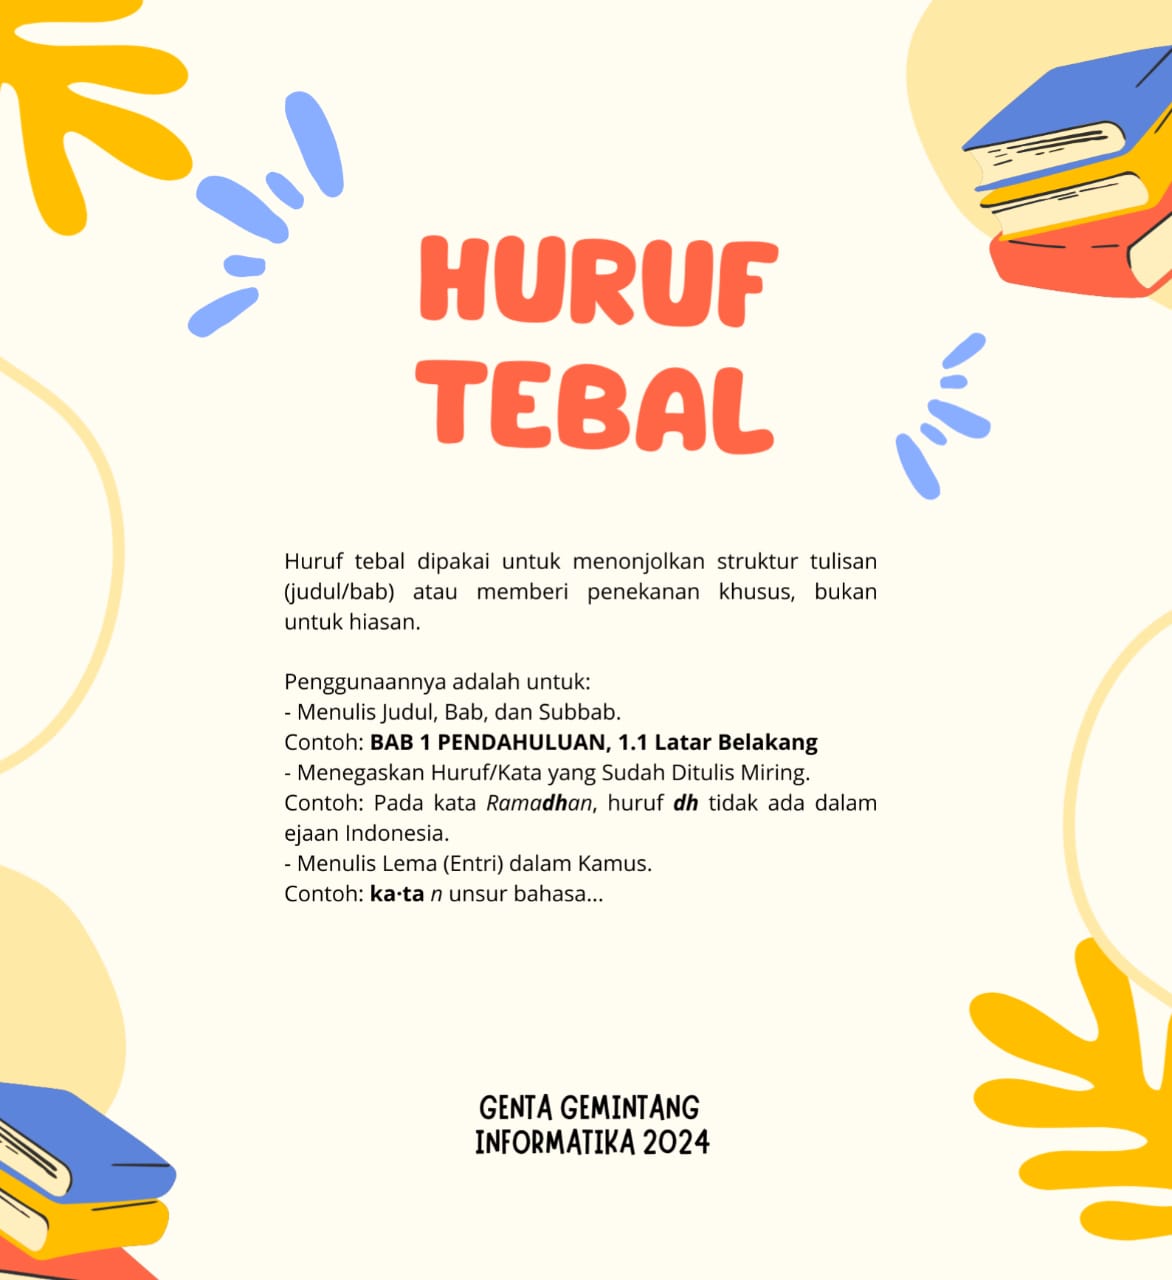 HURUF
TEBAL
Huruf tebal dipakai untuk menonjolkan struktur tulisan
(judul/bab) atau memberi penekanan khusus, bukan
untuk hiasan.
Penggunaannya adalah untuk:
- Menulis Judul, Bab, dan Subbab.
Contoh: BAB 1 PENDAHULUAN, 1.1 Latar Belakang
- Menegaskan Huruf/Kata yang Sudah Ditulis Miring.
Contoh: Pada kata Ramadhan, huruf dh tidak ada dalam
ejaan Indonesia.
- Menulis Lema (Entri) dalam Kamus.
Contoh: ka·ta n unsur bahasa...
GENTA GEMINTANG
INFORMATIKA 2024